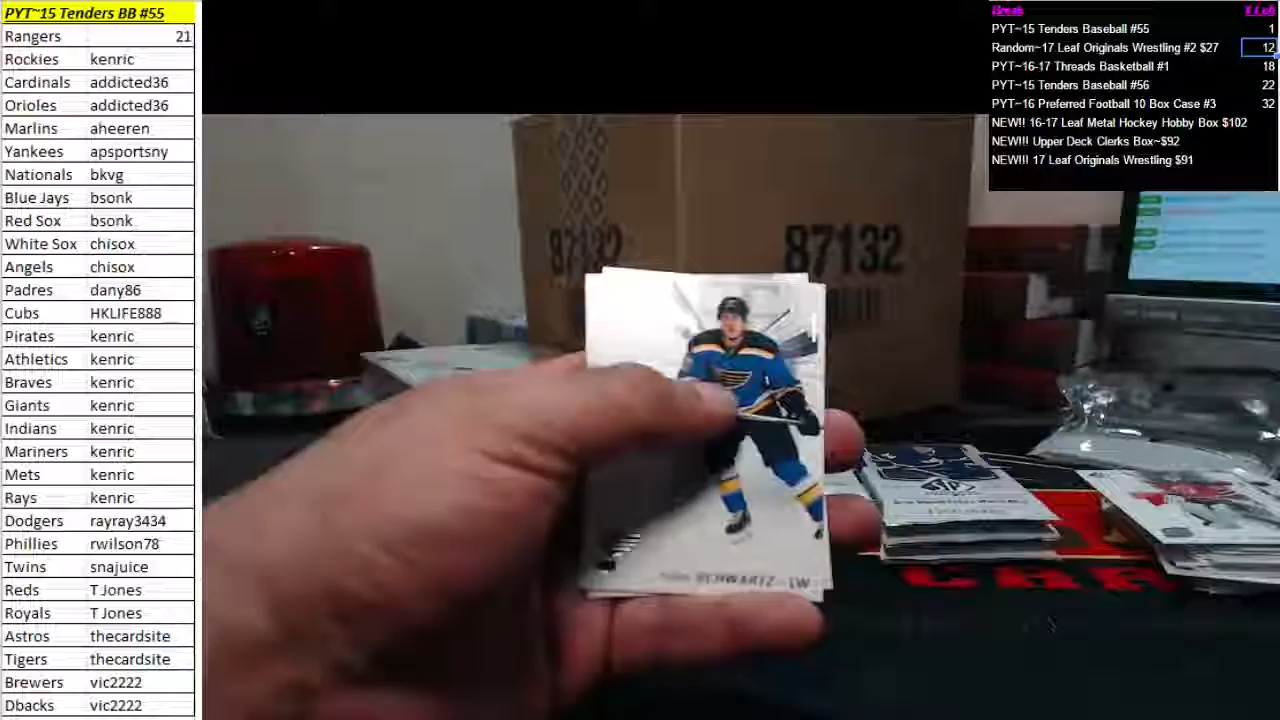 PYT~15 Tenders BB #55
Rangers 21
Rockies kenric
Cardinals addicted36
Orioles addicted36
Marlins aheeren
Yankees apsportsny
Nationals bkvg
Blue Jays bsonk
Red Sox bsonk
White Sox chisox
Angels chisox
Padres dany86
Cubs HKLIFE888
Pirates kenric
Athletics kenric
Braves kenric
Giants kenric
Indians kenric
Mariners kenric
Mets kenric
Rays kenric
Dodgers rayray3434
Phillies rwilson78
Twins snajuice
Reds T Jones
Royals T Jones
Astros thecardsite
Tigers thecardsite
Brewers vic2222
Dbacks vic2222
Break X Left
PYT~15 Tenders Baseball #55 1
Random~17 Leaf Originals Wrestling #2 $27 12
PYT~16-17 Threads Basketball #1 18
PYT~15 Tenders Baseball #56 22
PYT~16 Preferred Football 10 Box Case #3 32
NEW!!! 16-17 Leaf Metal Hockey Hobby Box $102
NEW!!! Upper Deck Clerks Box~$92
NEW!!! 17 Leaf Originals Wrestling $91
87132 87132
SCHWARTZ - LW